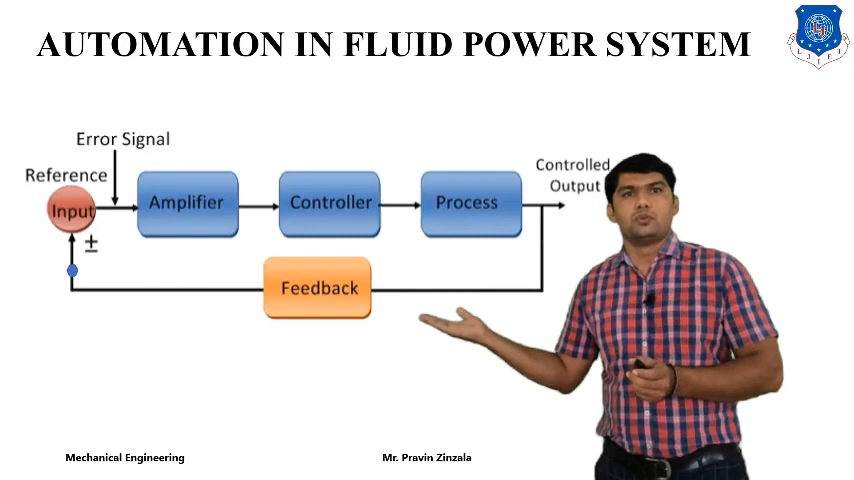 AUTOMATION IN FLUID POWER SYSTEM
L J I E T
Error Signal
Reference
Input
±
Amplifier
Controller
Process
Controlled
Output
Feedback
Mechanical Engineering
Mr. Pravin Zinzala